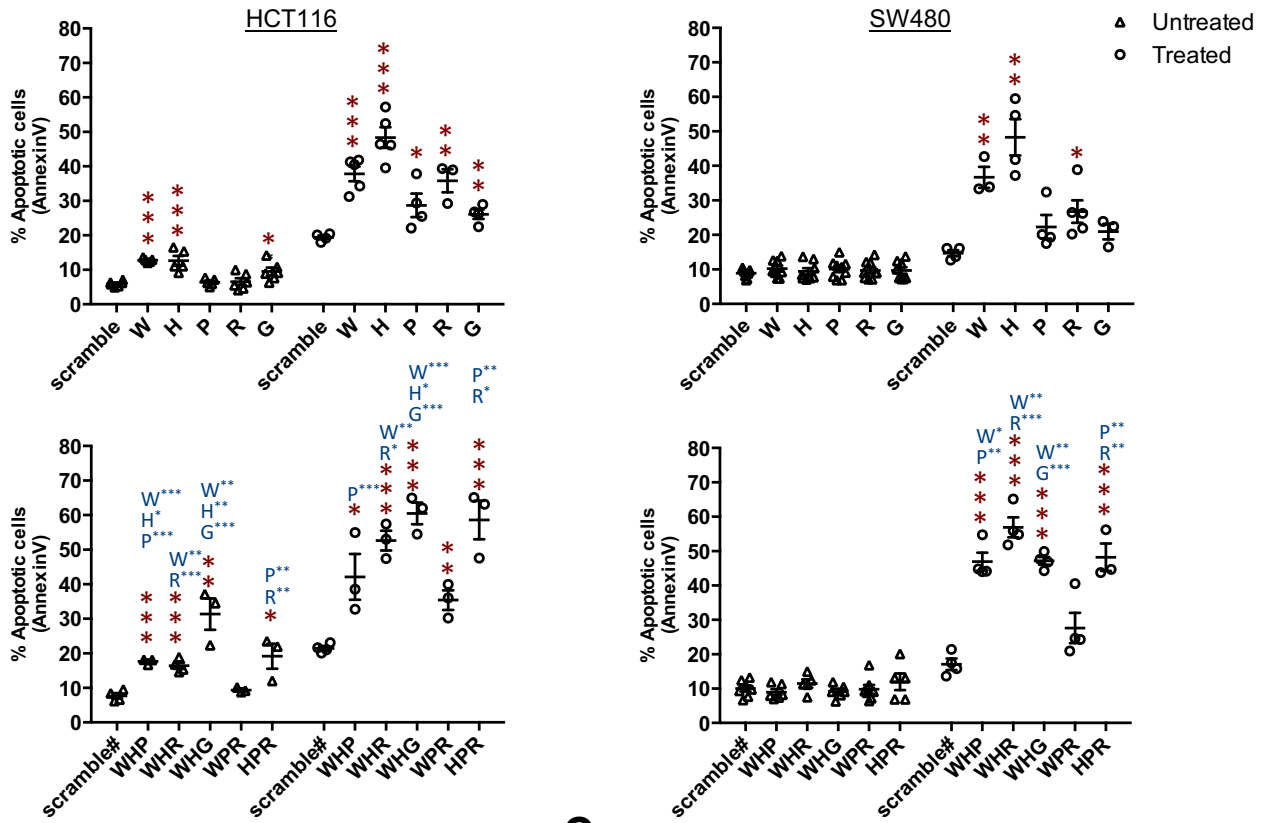 HCT116
SW480
Untreated
Treated
% Apoptotic cells
(AnnexinV)
80
70
60
50
40
30
20
10
0
***
***
*
***
***
*
**
**
scramble
W
H
P
R
G
scramble
W
H
P
R
G
% Apoptotic cells
(AnnexinV)
80
70
60
50
40
30
20
10
0
**
**
*
scramble
W
H
P
R
G
scramble
W
H
P
R
G
% Apoptotic cells
(AnnexinV)
80
70
60
50
40
30
20
10
0
W***
H*
P***
***
W**
R***
***
W**
H**
G***
**
P**
R**
*
P***
*
W**
R*
***
W***
H*
G***
***
**
P**
R*
***
scramble#
WHP
WHR
WHG
WPR
HPR
scramble#
WHP
WHR
WHG
WPR
HPR
% Apoptotic cells
(AnnexinV)
80
70
60
50
40
30
20
10
0
W*
P**
***
W**
R***
***
W**
G***
***
P**
R**
***
scramble#
WHP
WHR
WHG
WPR
HPR
scramble#
WHP
WHR
WHG
WPR
HPR